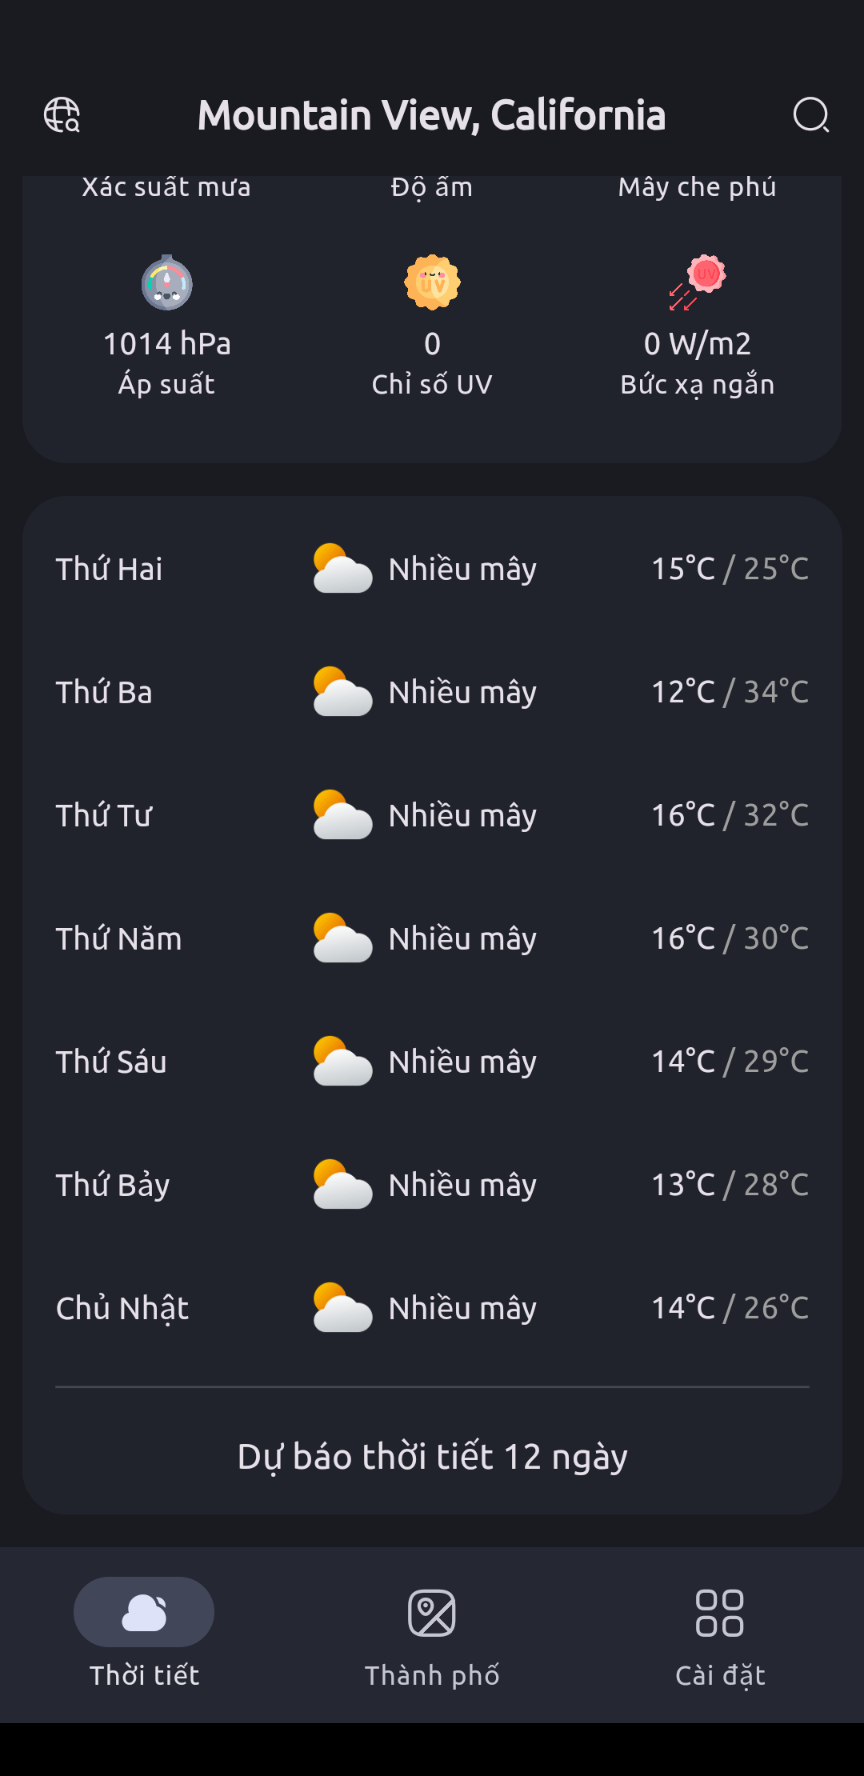 Mountain View, California
Xác suất mưa Độ ẩm Mây che phủ
1014 hPa 0 0 W/m2
Áp suất Chỉ số UV Bức xạ ngắn
Thứ Hai Nhiều mây 15°C / 25°C
Thứ Ba Nhiều mây 12°C / 34°C
Thứ Tư Nhiều mây 16°C / 32°C
Thứ Năm Nhiều mây 16°C / 30°C
Thứ Sáu Nhiều mây 14°C / 29°C
Thứ Bảy Nhiều mây 13°C / 28°C
Chủ Nhật Nhiều mây 14°C / 26°C
Dự báo thời tiết 12 ngày
Thời tiết Thành phố Cài đặt